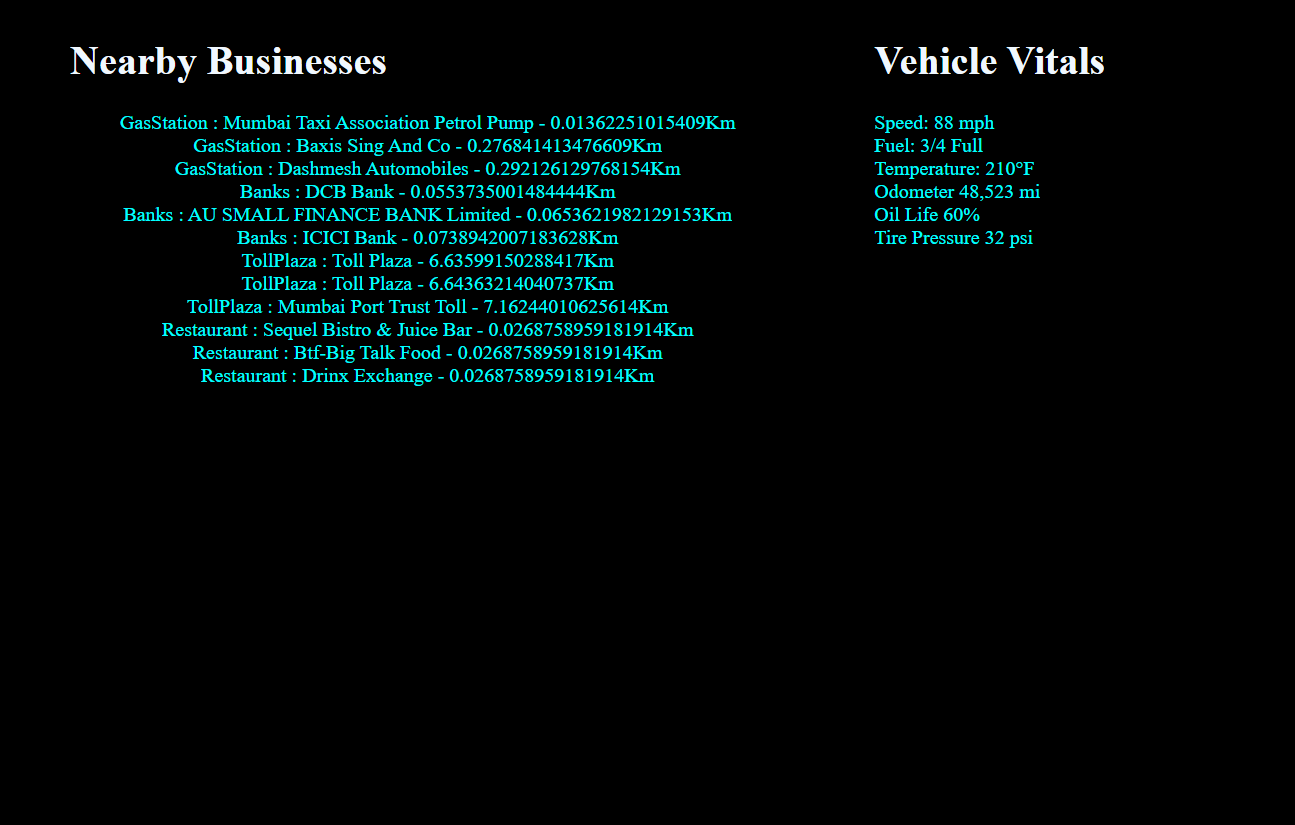 Nearby Businesses
GasStation : Mumbai Taxi Association Petrol Pump - 0.01362251015409Km
GasStation : Baxis Sing And Co - 0.276841413476609Km
GasStation : Dashmesh Automobiles - 0.292126129768154Km
Banks : DCB Bank - 0.0553735001484444Km
Banks : AU SMALL FINANCE BANK Limited - 0.0653621982129153Km
Banks : ICICI Bank - 0.0738942007183628Km
TollPlaza : Toll Plaza - 6.63599150288417Km
TollPlaza : Toll Plaza - 6.64363214040737Km
TollPlaza : Mumbai Port Trust Toll - 7.16244010625614Km
Restaurant : Sequel Bistro & Juice Bar - 0.0268758959181914Km
Restaurant : Btf-Big Talk Food - 0.0268758959181914Km
Restaurant : Drinx Exchange - 0.0268758959181914Km
Vehicle Vitals
Speed: 88 mph
Fuel: 3/4 Full
Temperature: 210°F
Odometer 48,523 mi
Oil Life 60%
Tire Pressure 32 psi